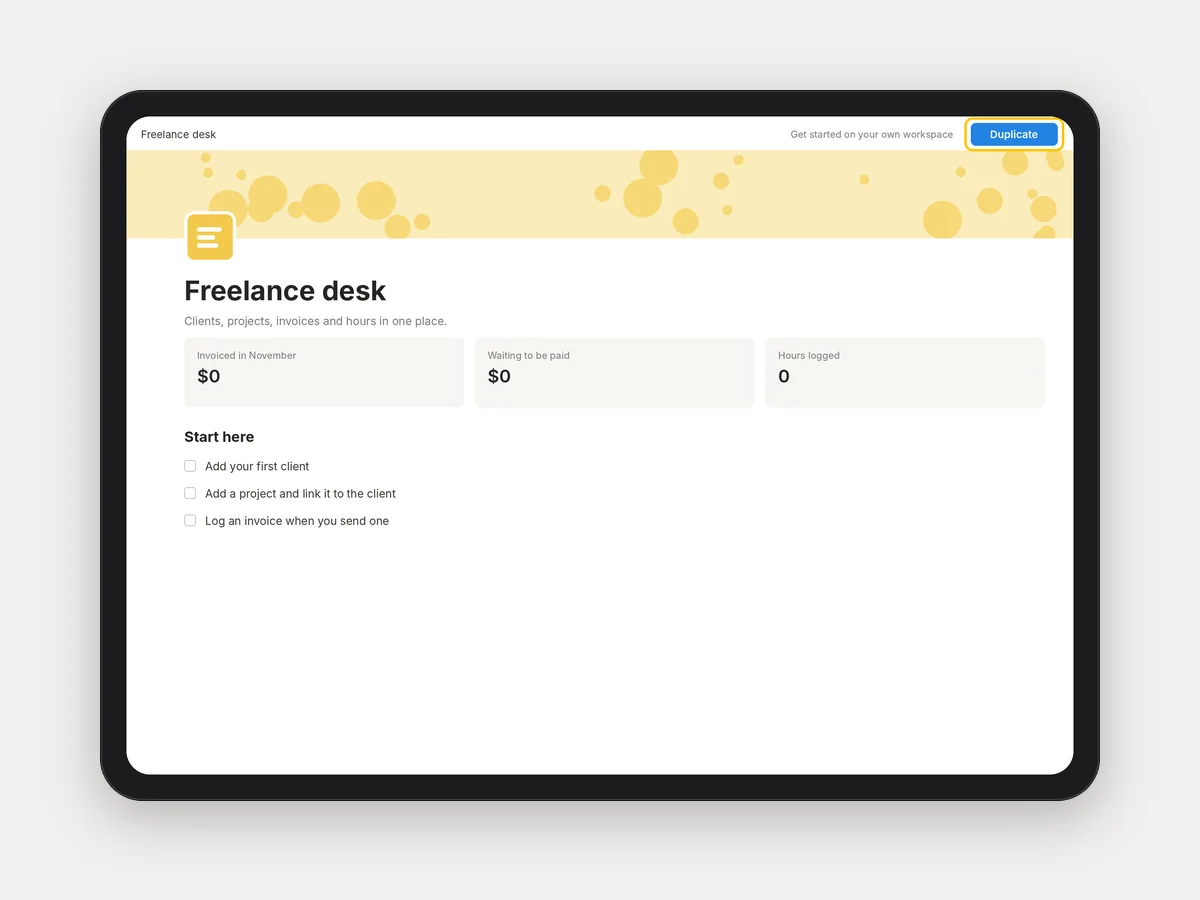 Freelance desk
Get started on your own workspace
Duplicate
Freelance desk
Clients, projects, invoices and hours in one place.
Invoiced in November
$0
Waiting to be paid
$0
Hours logged
0
Start here
Add your first client
Add a project and link it to the client
Log an invoice when you send one